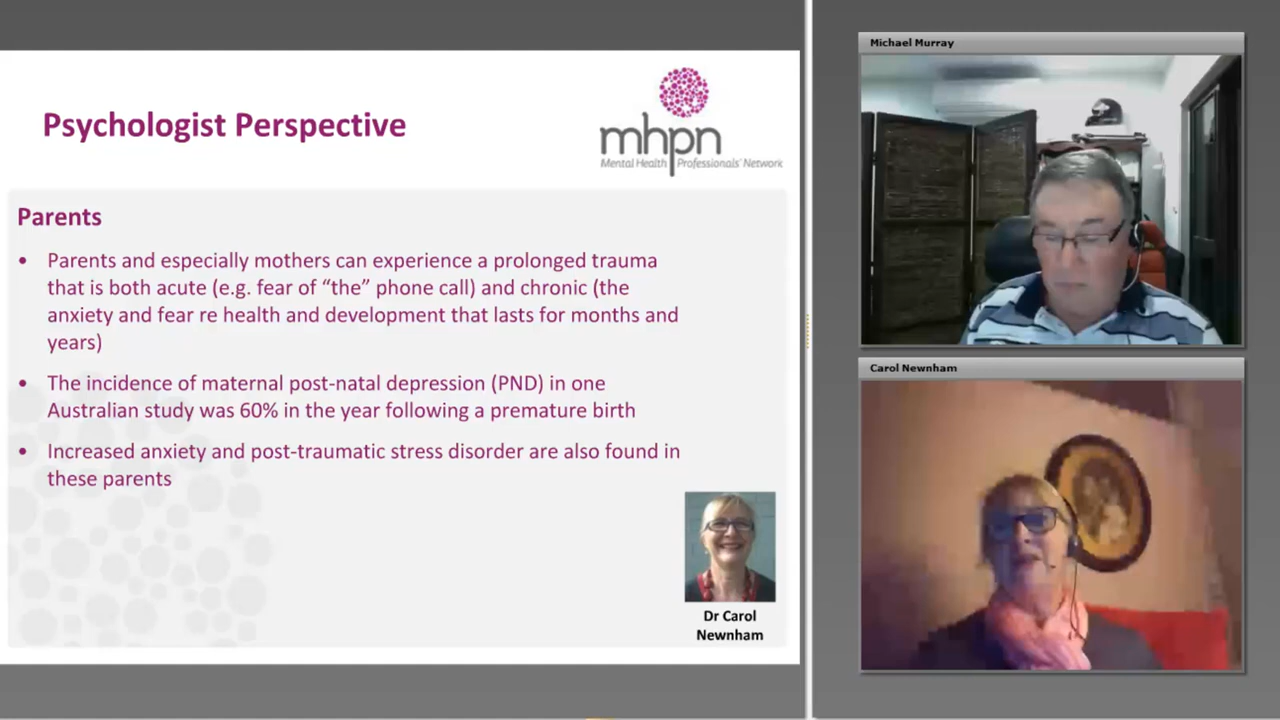 Psychologist Perspective
mhpn
Mental Health Professionals' Network
Parents
• Parents and especially mothers can experience a prolonged trauma
that is both acute (e.g. fear of “the” phone call) and chronic (the
anxiety and fear re health and development that lasts for months and
years)
• The incidence of maternal post-natal depression (PND) in one
Australian study was 60% in the year following a premature birth
• Increased anxiety and post-traumatic stress disorder are also found in
these parents
Dr Carol
Newnham
Michael Murray
Carol Newnham